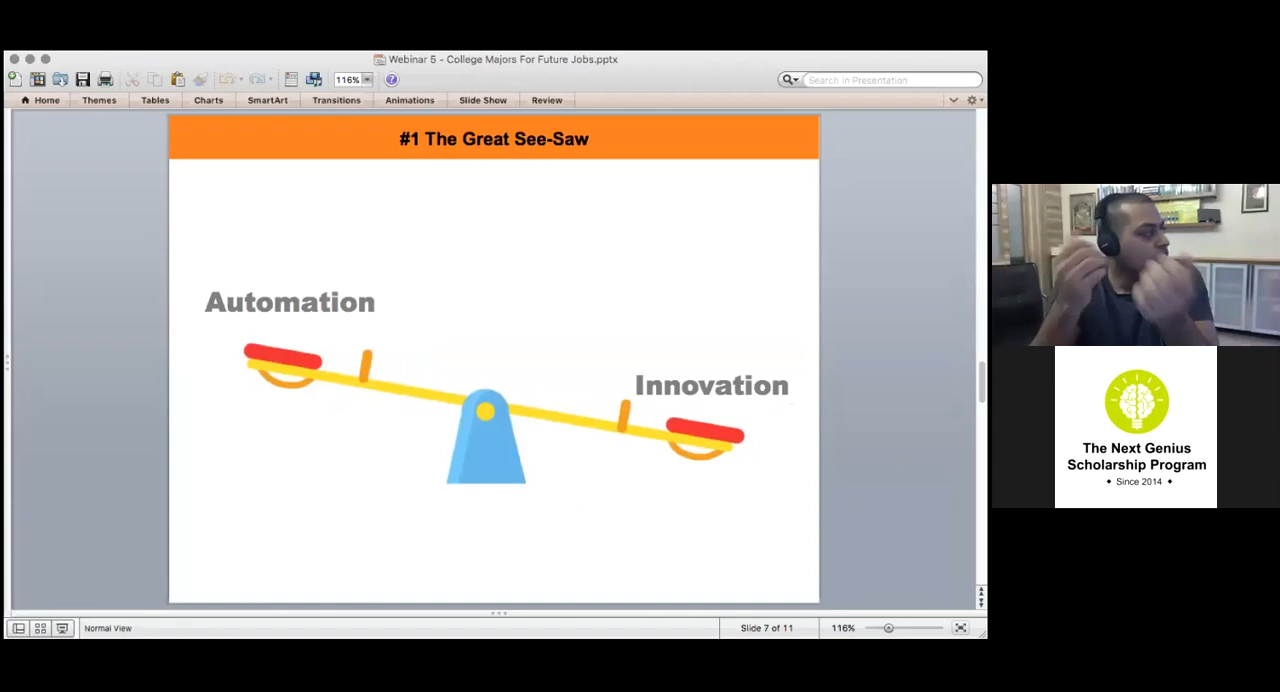 Webinar 5 - College Majors For Future Jobs.pptx
116%
Search in Presentation
Home Themes Tables Charts SmartArt Transitions Animations Slide Show Review
#1 The Great See-Saw
Automation
Innovation
Normal View
Slide 7 of 11
116%
The Next Genius
Scholarship Program
Since 2014